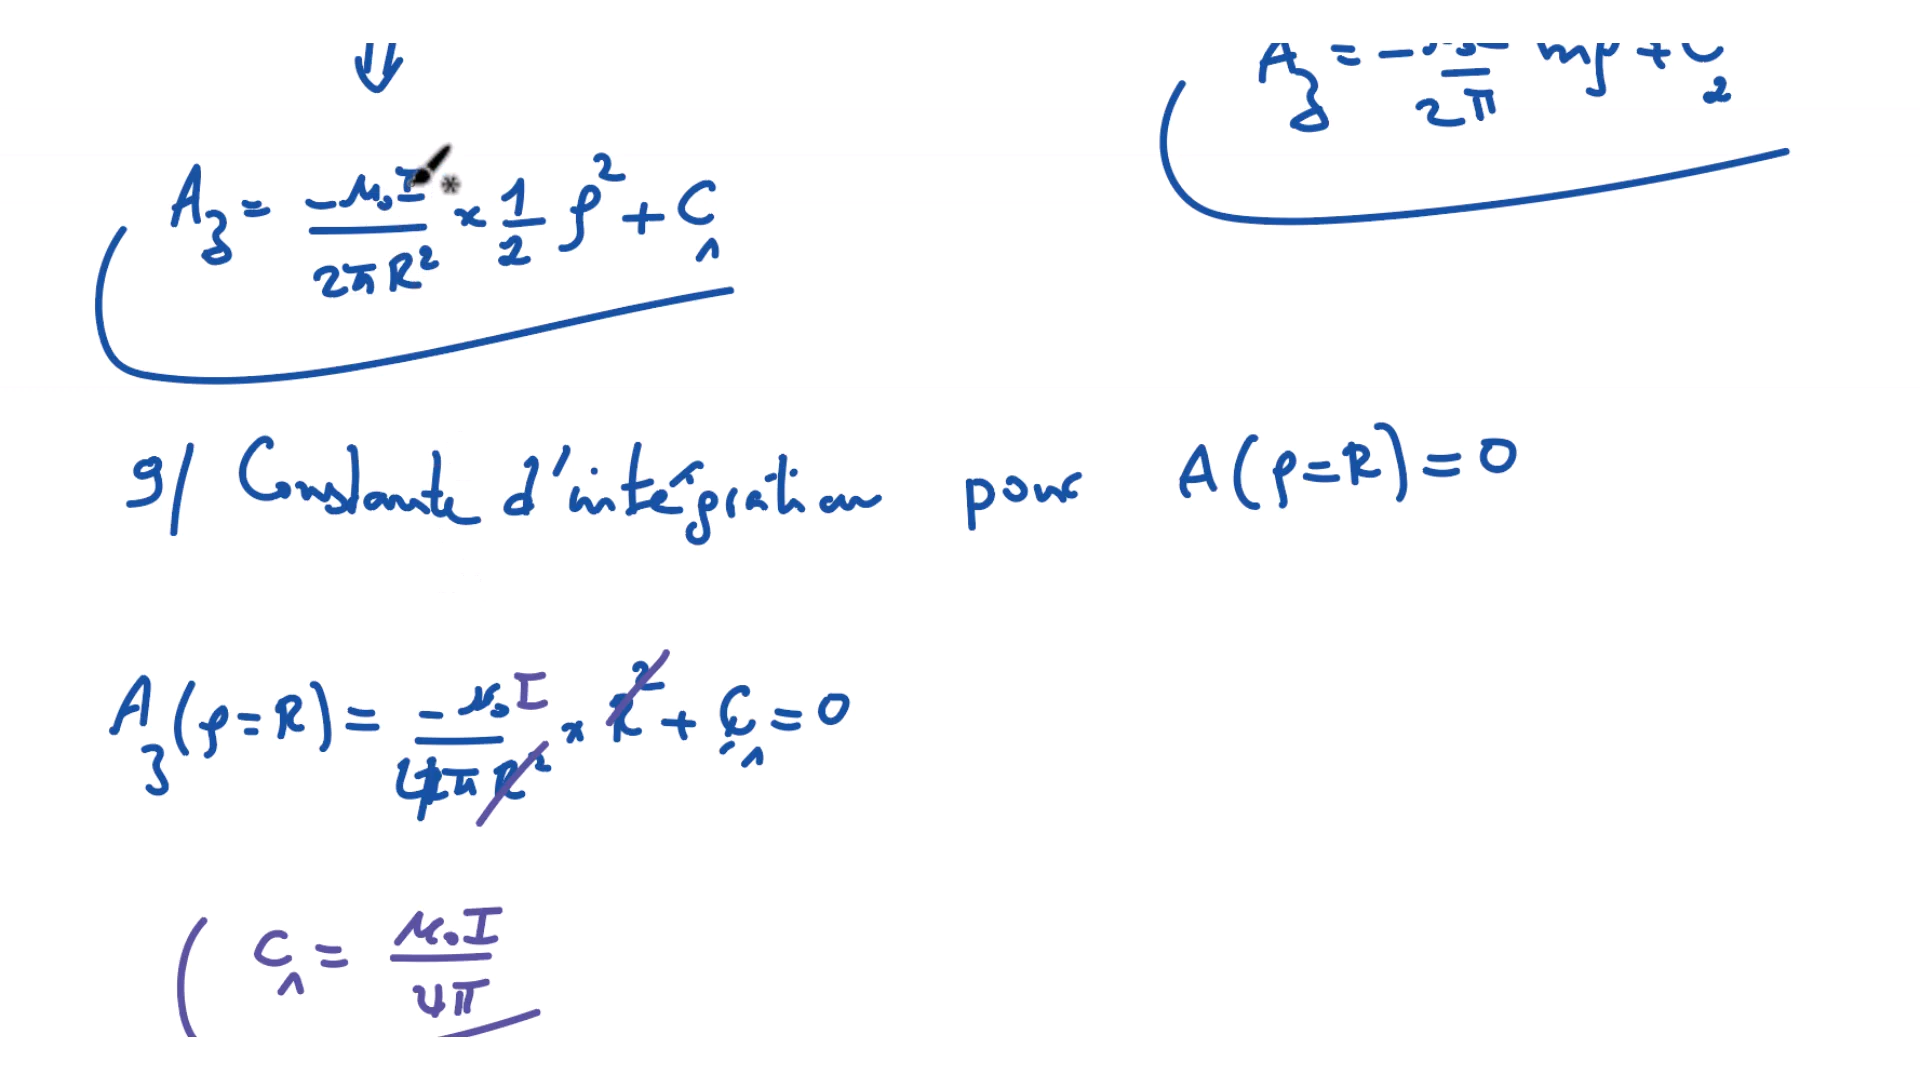 ⇓
A_z = -μ₀I / 2πR² × 1/2 ρ² + C₁
A_z = - / 2π ln ρ + C₂
9/ Constante d'intégration pour A(ρ=R)=0
A_z(ρ=R) = -μ₀I / 4πR² × R² + C₁ = 0
C₁ = μ₀I / 4π